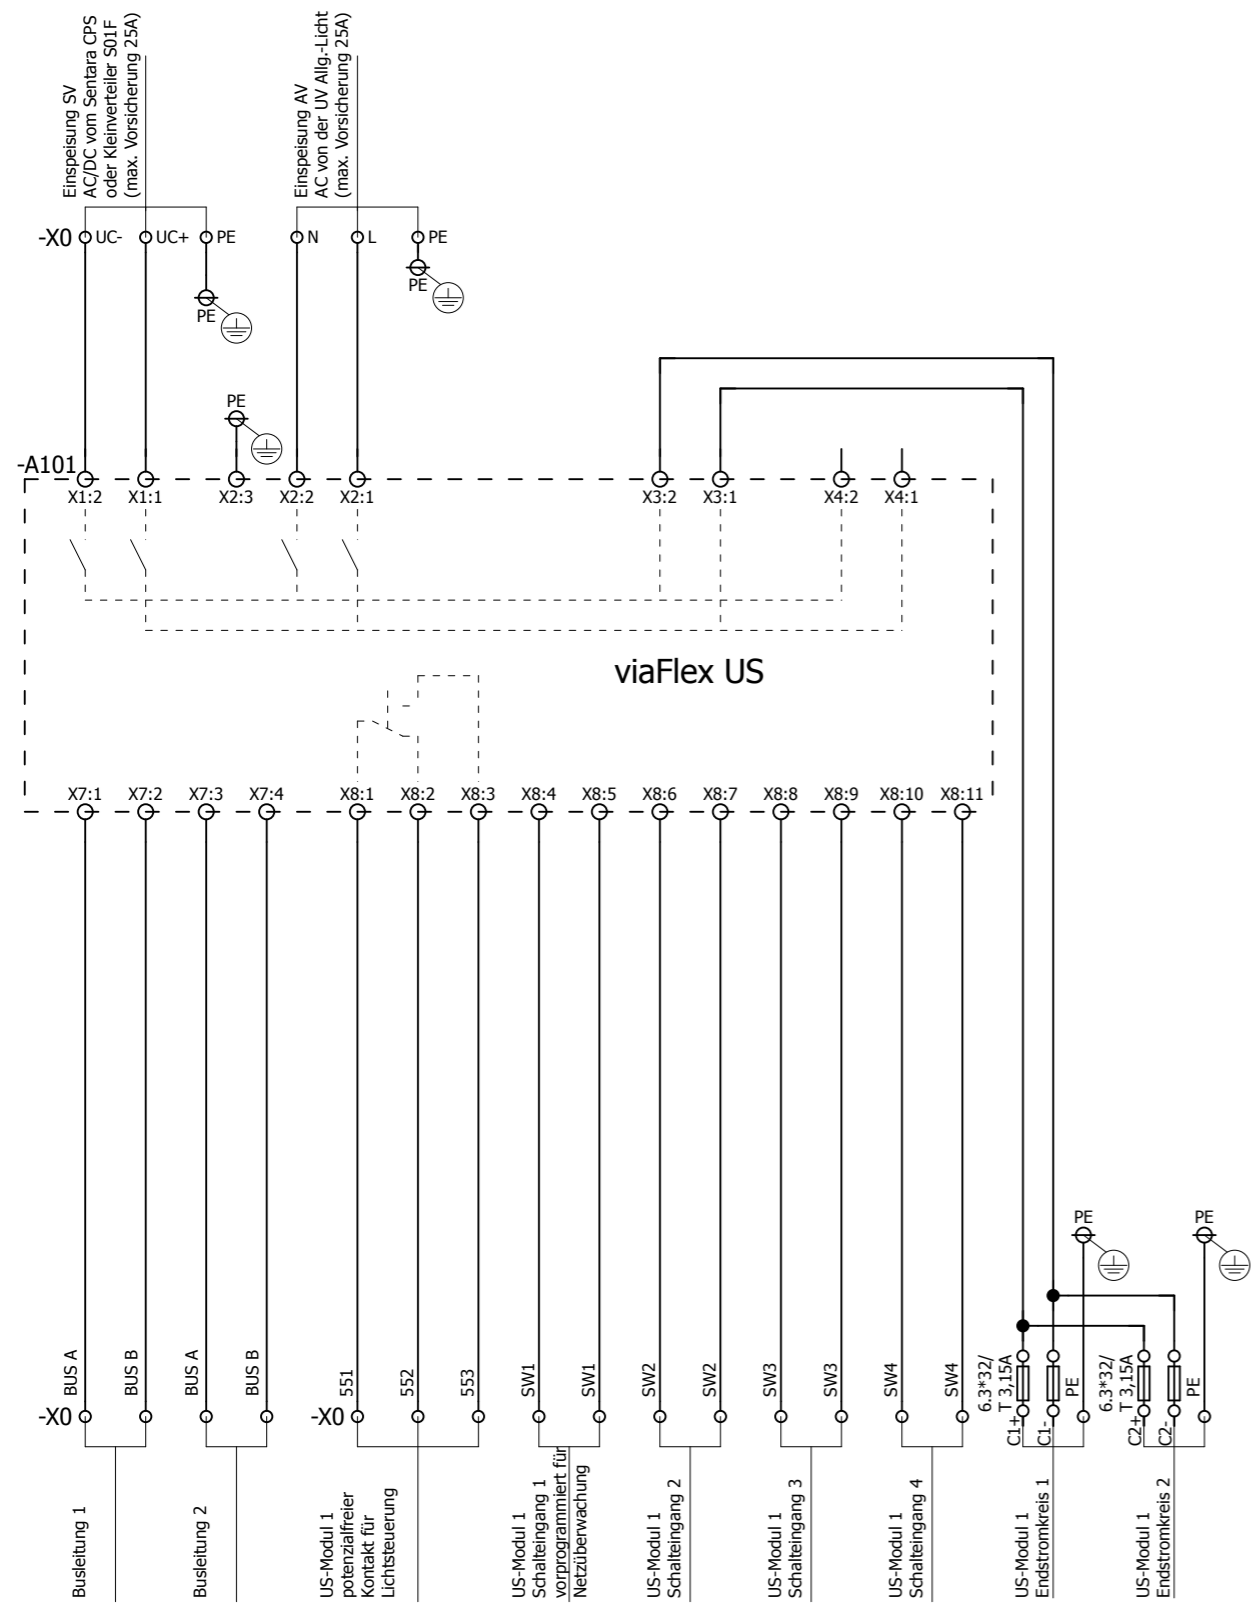 Einspeisung SV
AC/DC vom Sentara CPS
oder Kleinverteiler S01F
(max. Vorsicherung 25A)
Einspeisung AV
AC von der UV Allg.-Licht
(max. Vorsicherung 25A)
-X0 UC- UC+ PE N L PE
PE
PE
PE
-A101
X1:2 X1:1 X2:3 X2:2 X2:1 X3:2 X3:1 X4:2 X4:1
viaFlex US
X7:1 X7:2 X7:3 X7:4 X8:1 X8:2 X8:3 X8:4 X8:5 X8:6 X8:7 X8:8 X8:9 X8:10 X8:11
PE PE
BUS A BUS B BUS A BUS B 551 552 553 SW1 SW1 SW2 SW2 SW3 SW3 SW4 SW4
6.3*32/
T 3,15A
PE
6.3*32/
T 3,15A
PE
-X0 -X0
C1+ C1- C2+ C2-
Busleitung 1
Busleitung 2
US-Modul 1
potenzialfreier
Kontakt für
Lichtsteuerung
US-Modul 1
Schalteingang 1
vorprogrammiert für
Netzüberwachung
US-Modul 1
Schalteingang 2
US-Modul 1
Schalteingang 3
US-Modul 1
Schalteingang 4
US-Modul 1
Endstromkreis 1
US-Modul 1
Endstromkreis 2